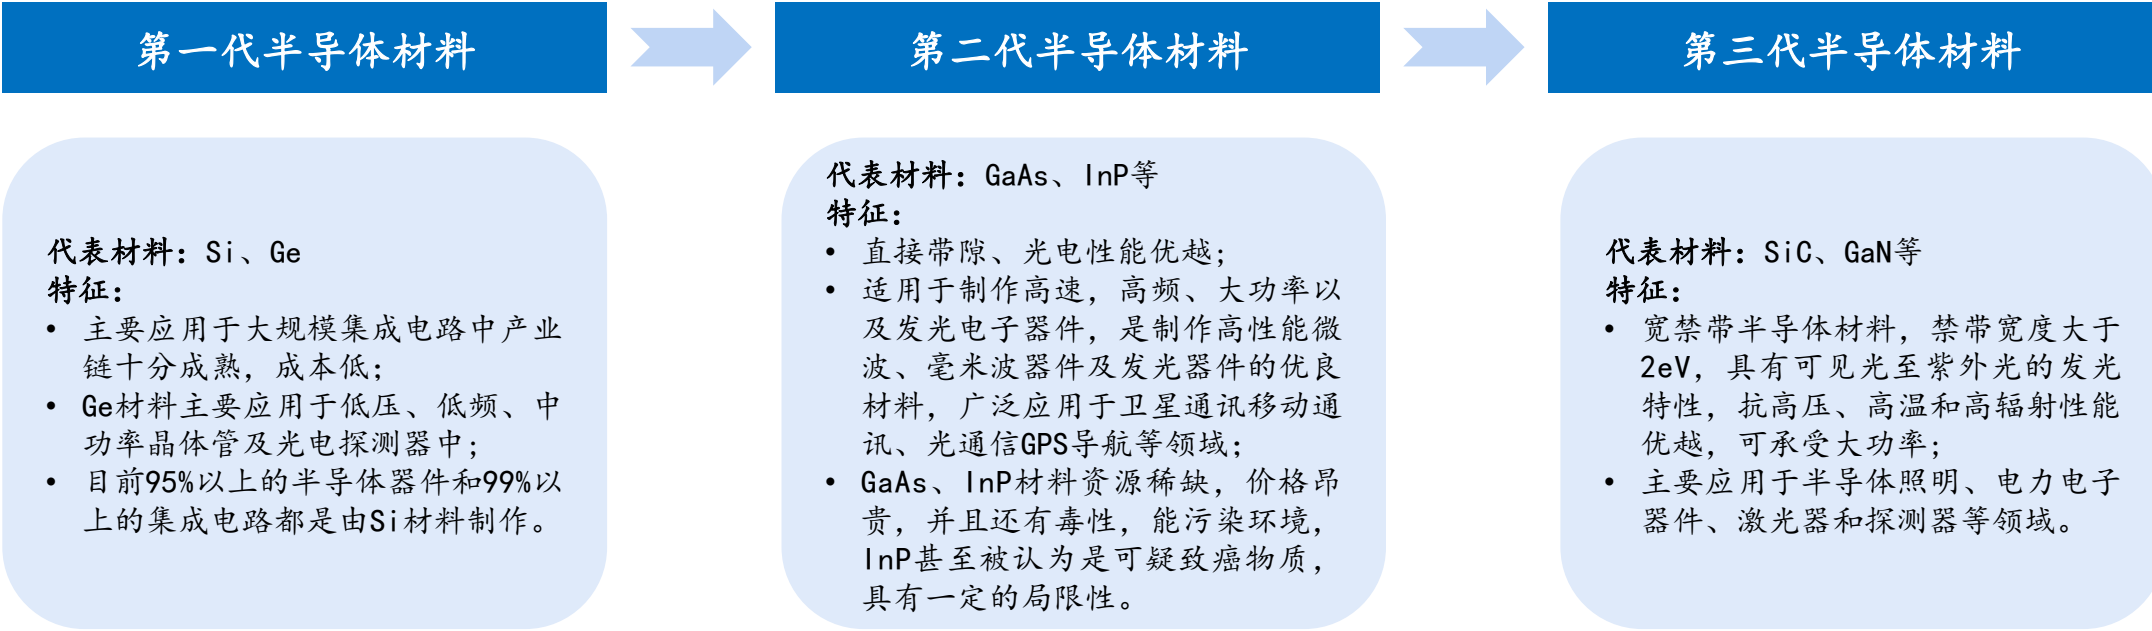 第一代半导体材料
代表材料：Si、Ge
特征：
• 主要应用于大规模集成电路中产业
链十分成熟，成本低；
• Ge材料主要应用于低压、低频、中
功率晶体管及光电探测器中；
• 目前95%以上的半导体器件和99%以
上的集成电路都是由Si材料制作。
第二代半导体材料
代表材料：GaAs、InP等
特征：
• 直接带隙、光电性能优越；
• 适用于制作高速，高频、大功率以
及发光电子器件，是制作高性能微
波、毫米波器件及发光器件的优良
材料，广泛应用于卫星通讯移动通
讯、光通信GPS导航等领域；
• GaAs、InP材料资源稀缺，价格昂
贵，并且还有毒性，能污染环境，
InP甚至被认为是可疑致癌物质，
具有一定的局限性。
第三代半导体材料
代表材料：SiC、GaN等
特征：
• 宽禁带半导体材料，禁带宽度大于
2eV，具有可见光至紫外光的发光
特性，抗高压、高温和高辐射性能
优越，可承受大功率；
• 主要应用于半导体照明、电力电子
器件、激光器和探测器等领域。